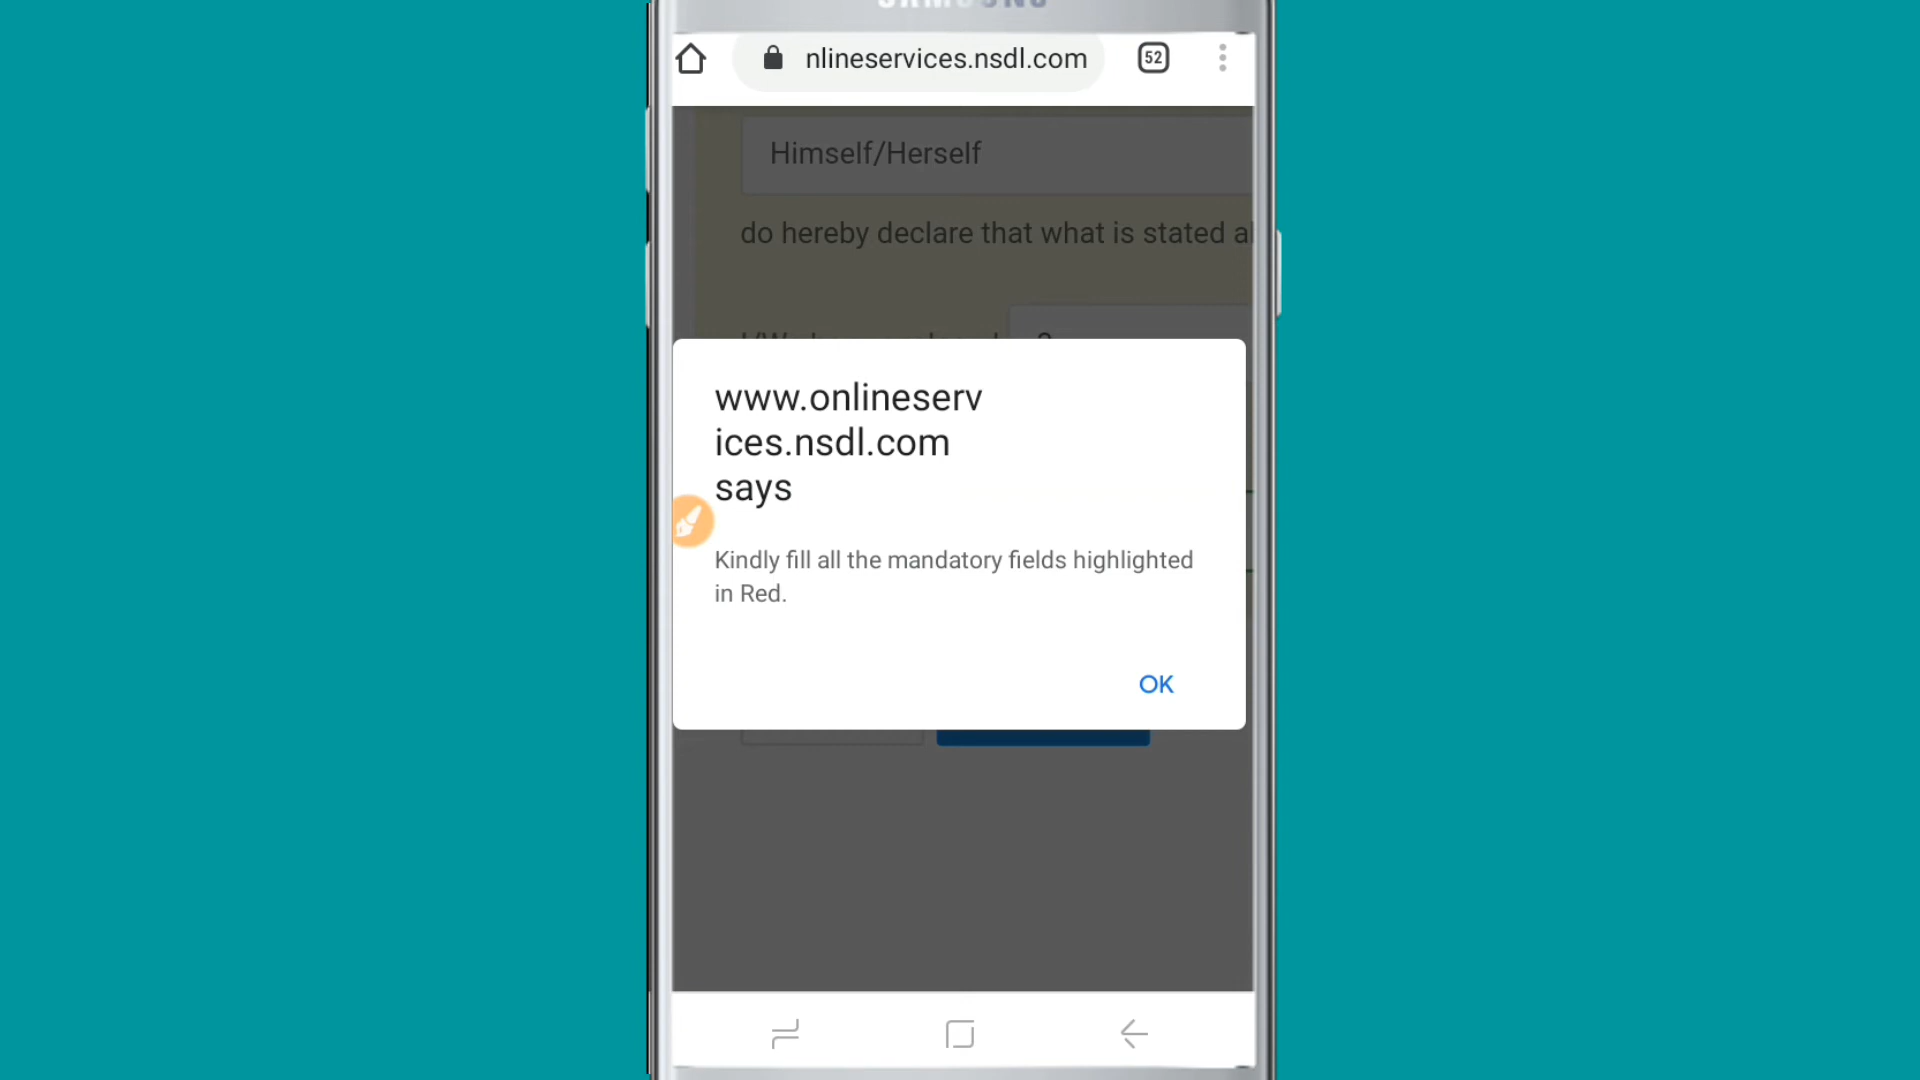 nlineservices.nsdl.com
52
Himself/Herself
do hereby declare that what is stated a
www.onlineserv
ices.nsdl.com
says
Kindly fill all the mandatory fields highlighted
in Red.
OK